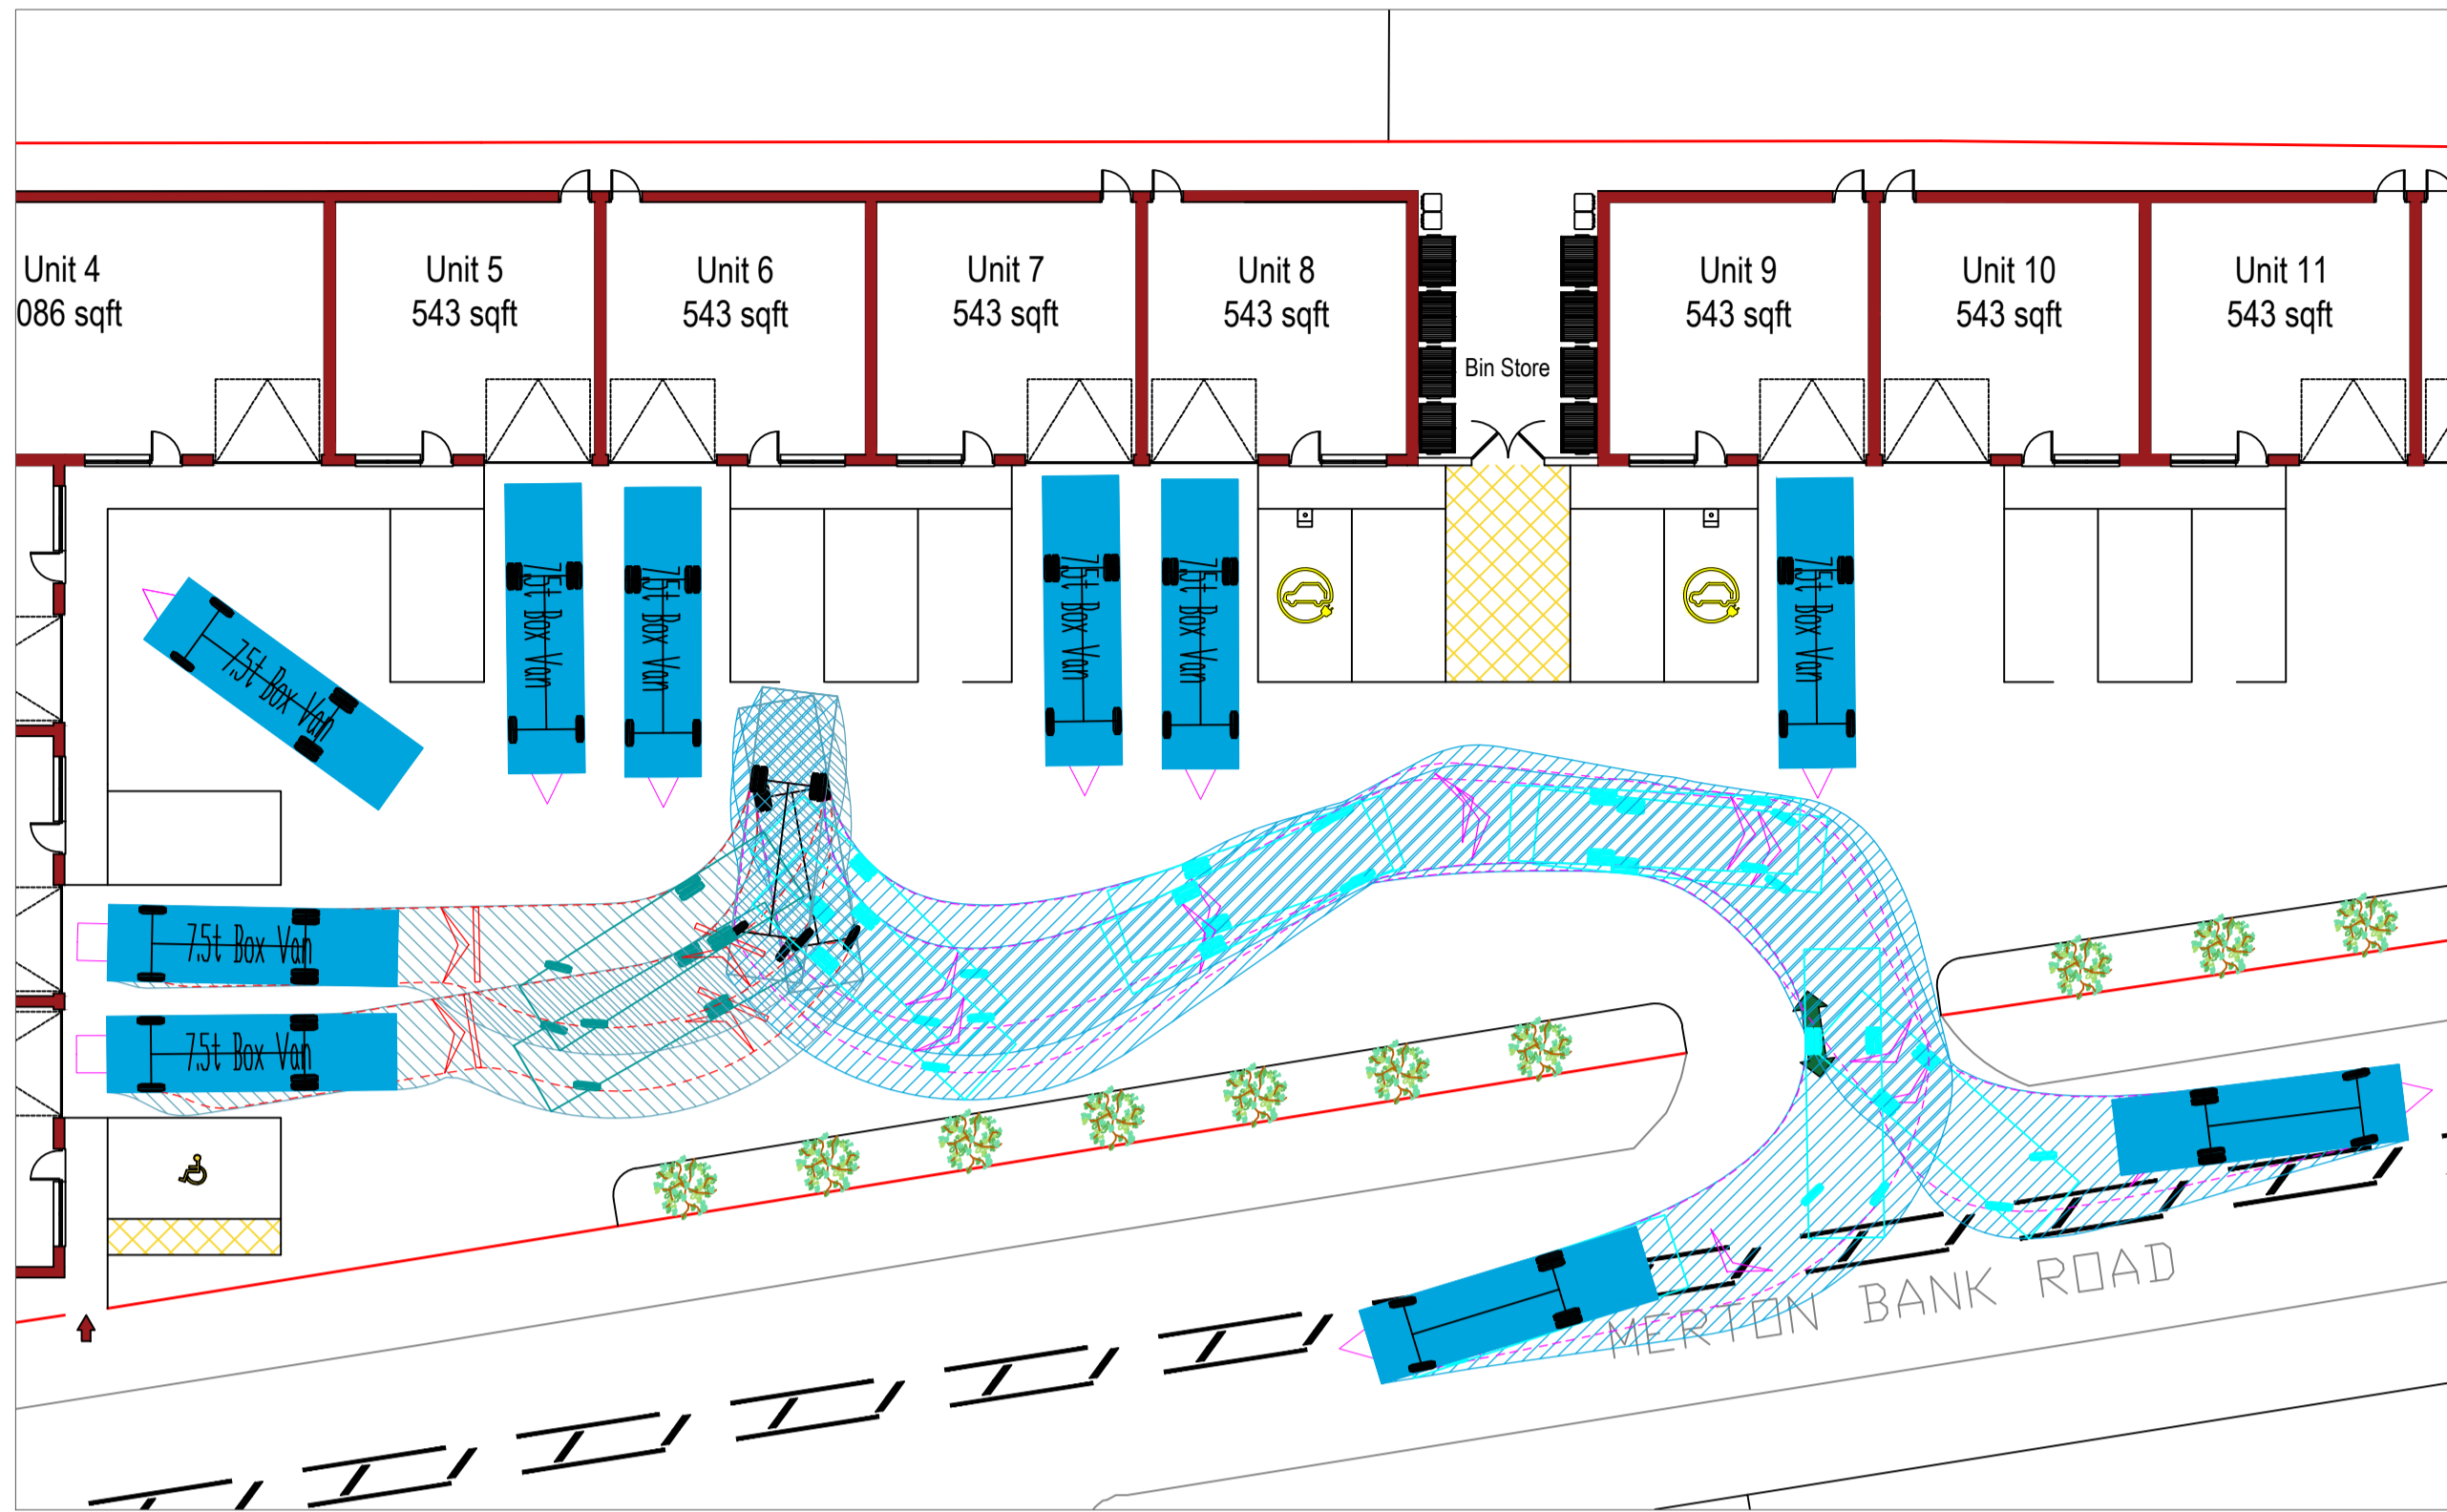 Unit 4
086 sqft
Unit 5
543 sqft
Unit 6
543 sqft
Unit 7
543 sqft
Unit 8
543 sqft
Bin Store
Unit 9
543 sqft
Unit 10
543 sqft
Unit 11
543 sqft
7.5t Box Van
7.5t Box Van
7.5t Box Van
7.5t Box Van
7.5t Box Van
7.5t Box Van
7.5t Box Van
7.5t Box Van
MERTON BANK ROAD